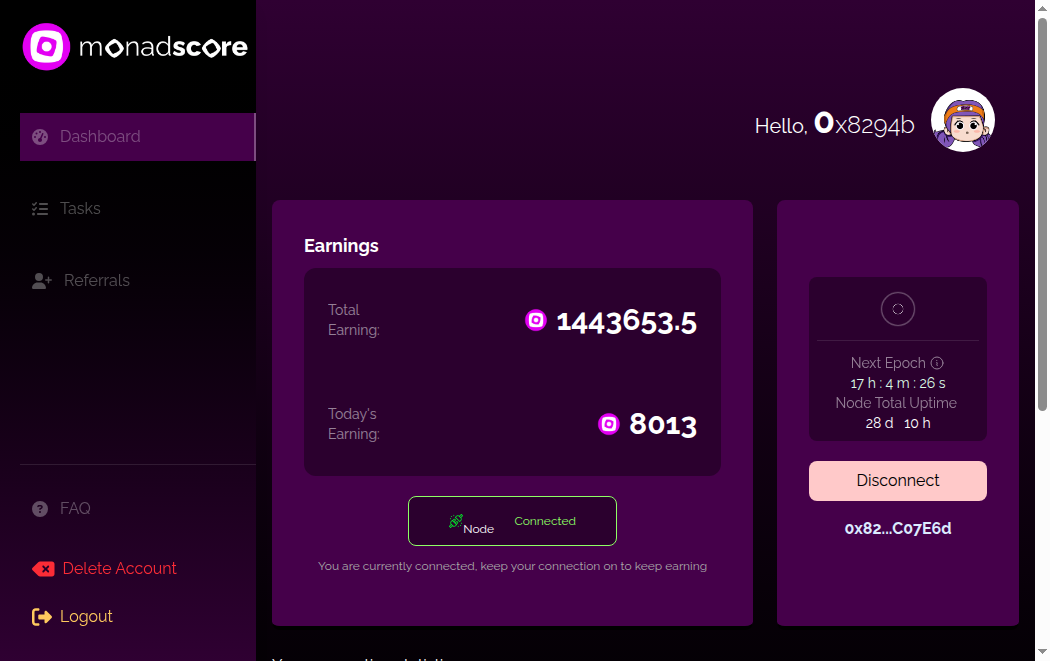 monadscore
Dashboard
Tasks
Referrals
FAQ
Delete Account
Logout
Hello, 0x8294b
Earnings
Total
Earning:
1443653.5
Today's
Earning:
8013
Node
Connected
You are currently connected, keep your connection on to keep earning
Next Epoch
17 h : 4 m : 26 s
Node Total Uptime
28 d 10 h
Disconnect
0x82...C07E6d